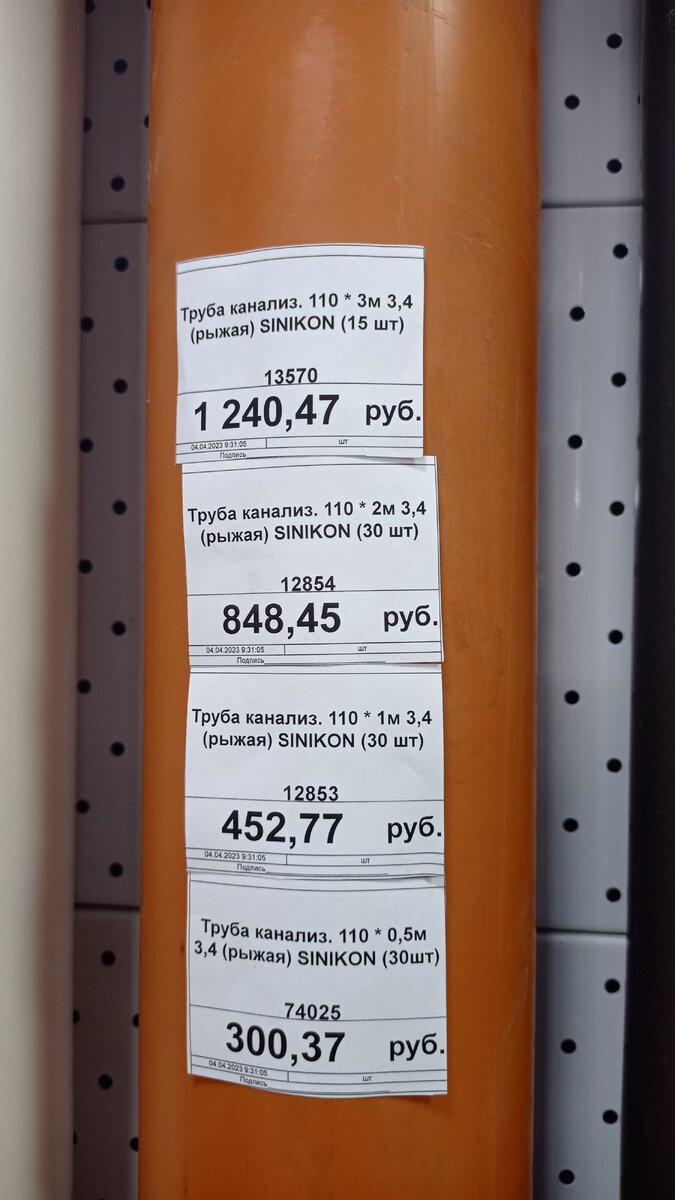 Труба канализ. 110 * 3м 3,4
(рыжая) SINIKON (15 шт)
13570
1 240,47 руб.
04.04.2023 9:31:05 шт
Подпись
Труба канализ. 110 * 2м 3,4
(рыжая) SINIKON (30 шт)
12854
848,45 руб.
04.04.2023 9:31:05 шт
Подпись
Труба канализ. 110 * 1м 3,4
(рыжая) SINIKON (30 шт)
12853
452,77 руб.
04.04.2023 9:31:05 шт
Подпись
Труба канализ. 110 * 0,5м
3,4 (рыжая) SINIKON (30шт)
74025
300,37 руб.
04.04.2023 9:31:05 шт
Подпись